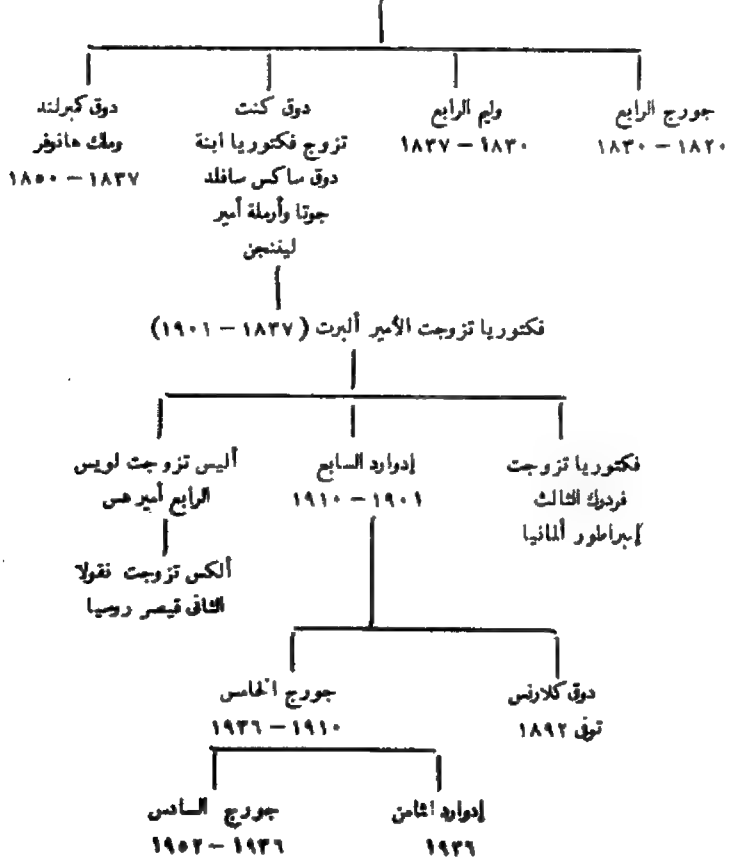 جورج الرابع
١٨٢٠ – ١٨٣٠
وليم الرابع
١٨٣٠ – ١٨٣٧
دوق كنت
تزوج فكتوريا ابنة
دوق ساكس سافلد
جوتا وأرملة أمير
ليننجن
دوق كمبرلند
وملك هانوفر
١٨٣٧ – ١٨٥٠
فكتوريا تزوجت الأمير ألبرت (١٨٣٧ – ١٩٠١)
فكتوريا تزوجت
فردرك الثالث
إمبراطور ألمانيا
إدوارد السابع
١٩٠١ – ١٩١٠
أليس تزوجت لويس
الرابع أمير هس
ألكس تزوجت نقولا
الثانى قيصر روسيا
دوق كلارنس
توفى ١٨٩٢
جورج الخامس
١٩١٠ – ١٩٣٦
إدوارد الثامن
١٩٣٦
جورج السادس
١٩٣٦ – ١٩٥٢